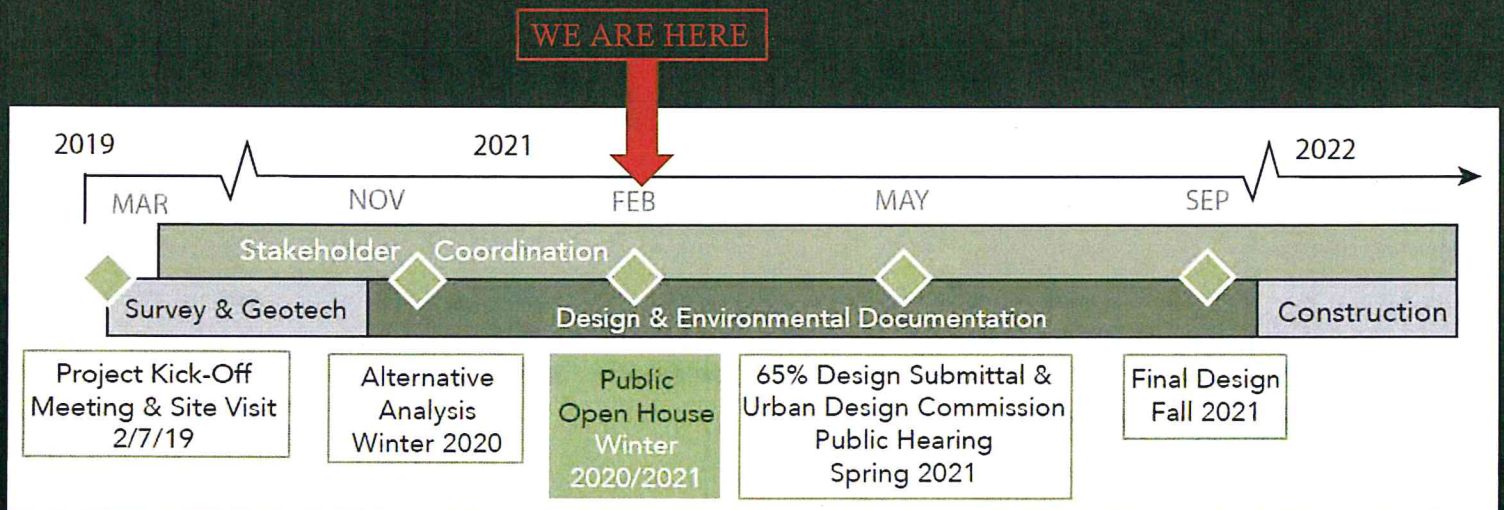 WE ARE HERE
2019
2021
2022
MAR
NOV
FEB
MAY
SEP
Stakeholder Coordination
Survey & Geotech
Design & Environmental Documentation
Construction
Project Kick-Off
Meeting & Site Visit
2/7/19
Alternative
Analysis
Winter 2020
Public
Open House
Winter
2020/2021
65% Design Submittal &
Urban Design Commission
Public Hearing
Spring 2021
Final Design
Fall 2021